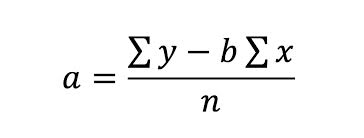 a = (∑ y − b ∑ x) / n